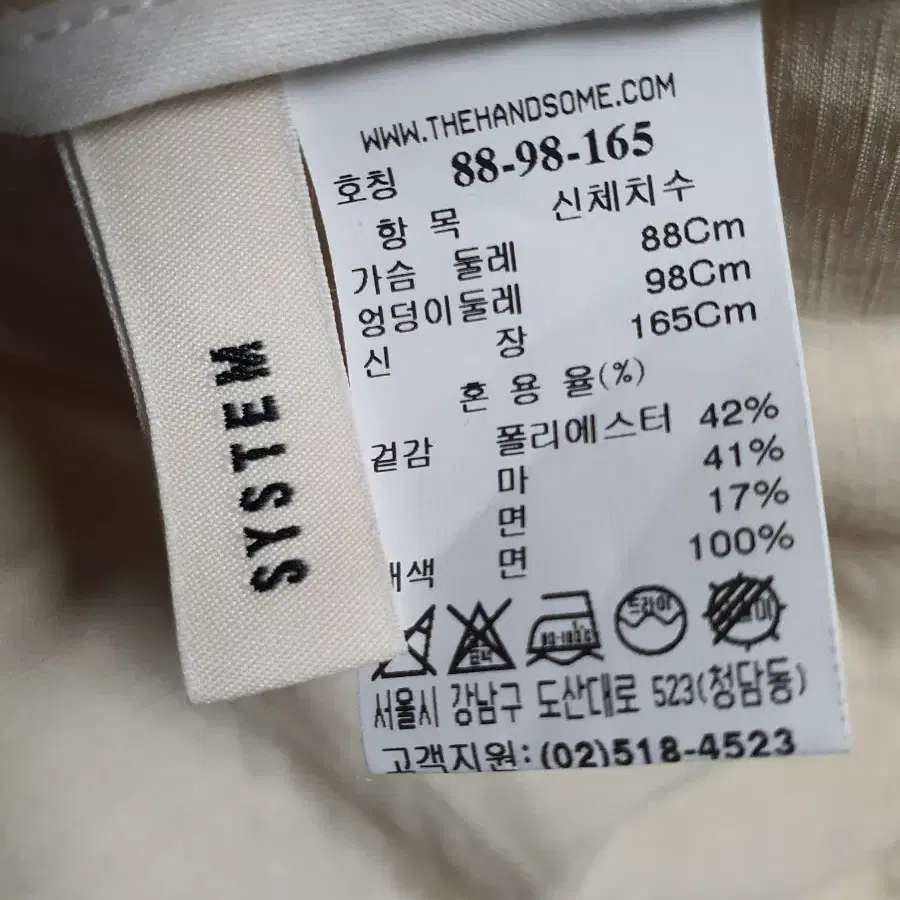 SYSTEM
WWW.THEHANDSOME.COM
호칭 88-98-165
항 목 신체치수
가슴 둘레 88Cm
엉덩이둘레 98Cm
신 장 165Cm
혼 용 율(%)
겉감 폴리에스터 42%
마 41%
면 17%
색 면 100%
드라이
서울시 강남구 도산대로 523(청담동)
고객지원: (02)518-4523